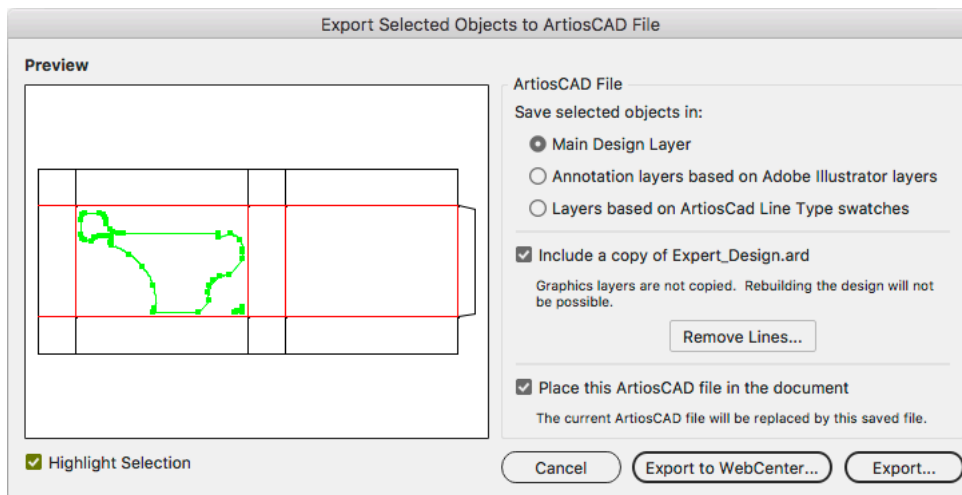 Export Selected Objects to ArtiosCAD File
Preview
ArtiosCAD File
Save selected objects in:
Main Design Layer
Annotation layers based on Adobe Illustrator layers
Layers based on ArtiosCad Line Type swatches
Include a copy of Expert_Design.ard
Graphics layers are not copied. Rebuilding the design will not
be possible.
Remove Lines...
Place this ArtiosCAD file in the document
The current ArtiosCAD file will be replaced by this saved file.
Highlight Selection
Cancel
Export to WebCenter...
Export...